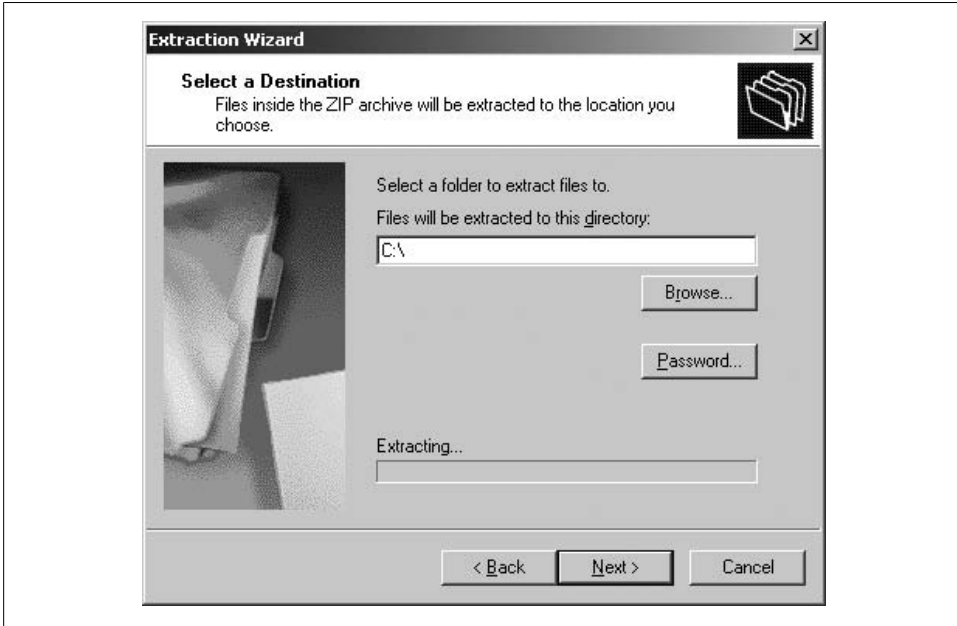 Extraction Wizard
Select a Destination
Files inside the ZIP archive will be extracted to the location you
choose.
Select a folder to extract files to.
Files will be extracted to this directory:
C:\
Browse...
Password...
Extracting...
< Back
Next >
Cancel